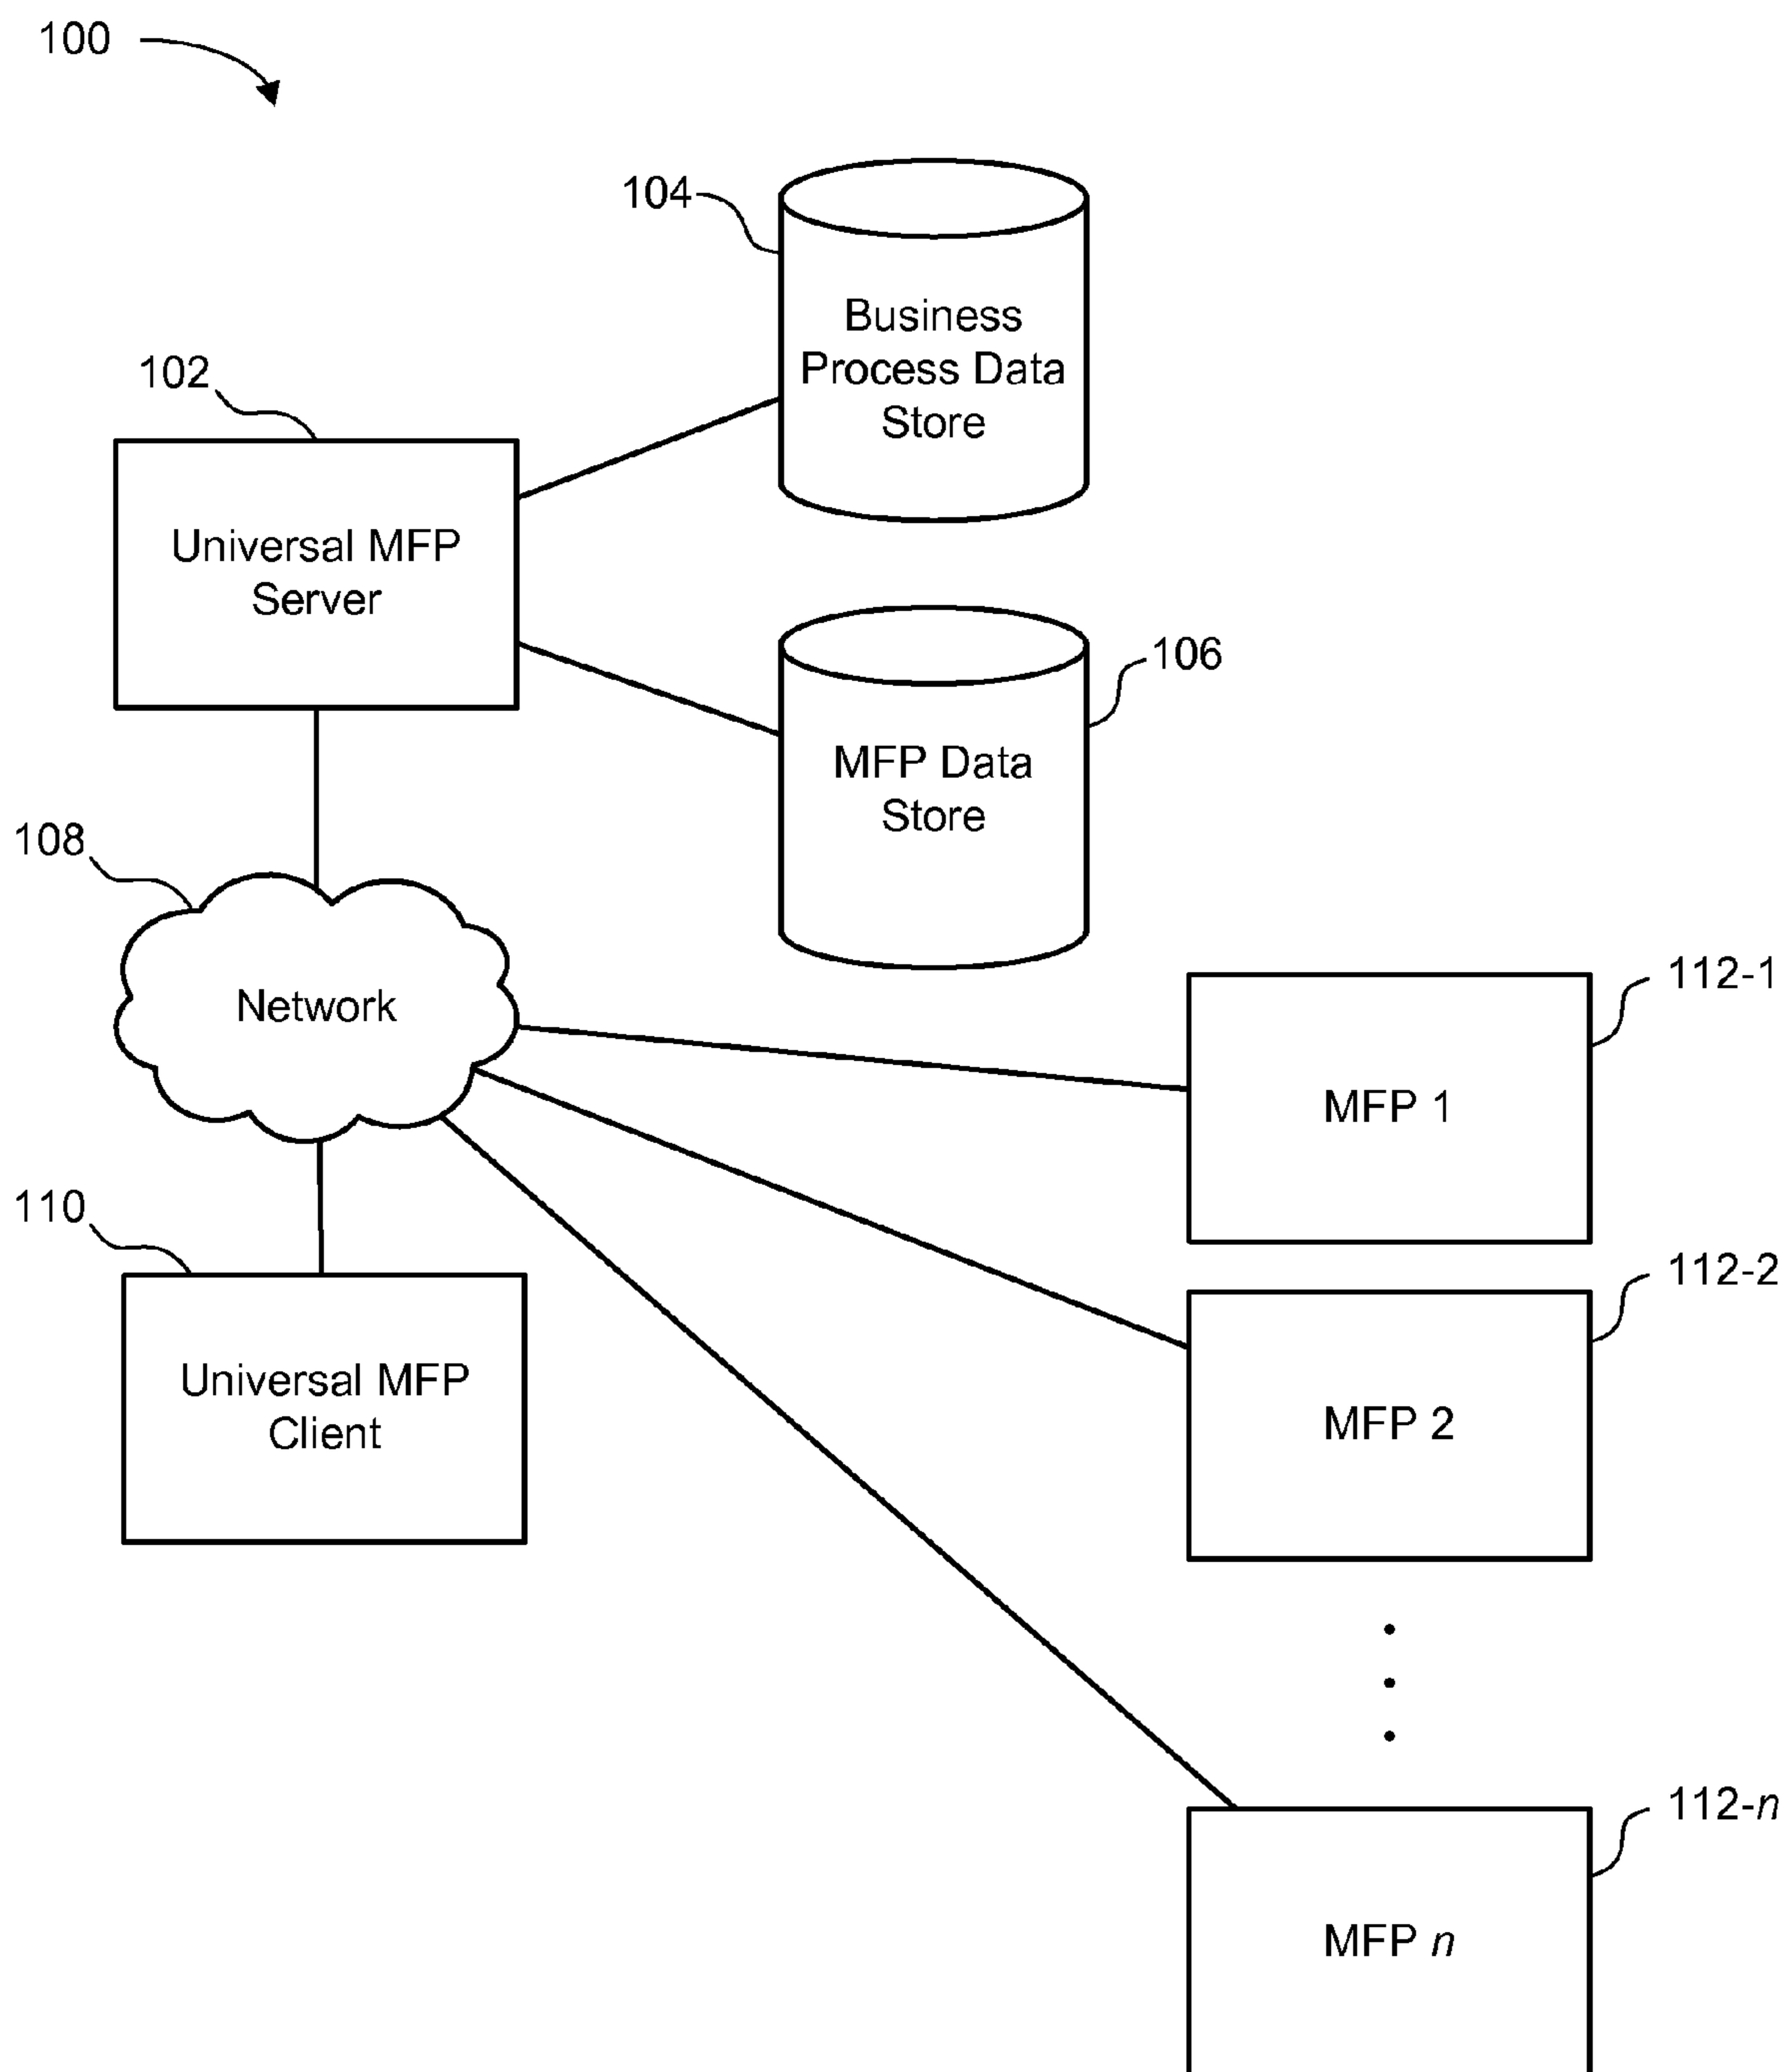 100
104
Business
Process Data
Store
102
Universal MFP
Server
106
MFP Data
Store
108
Network
112-1
MFP 1
110
112-2
Universal MFP
Client
MFP 2
112-n
MFP n